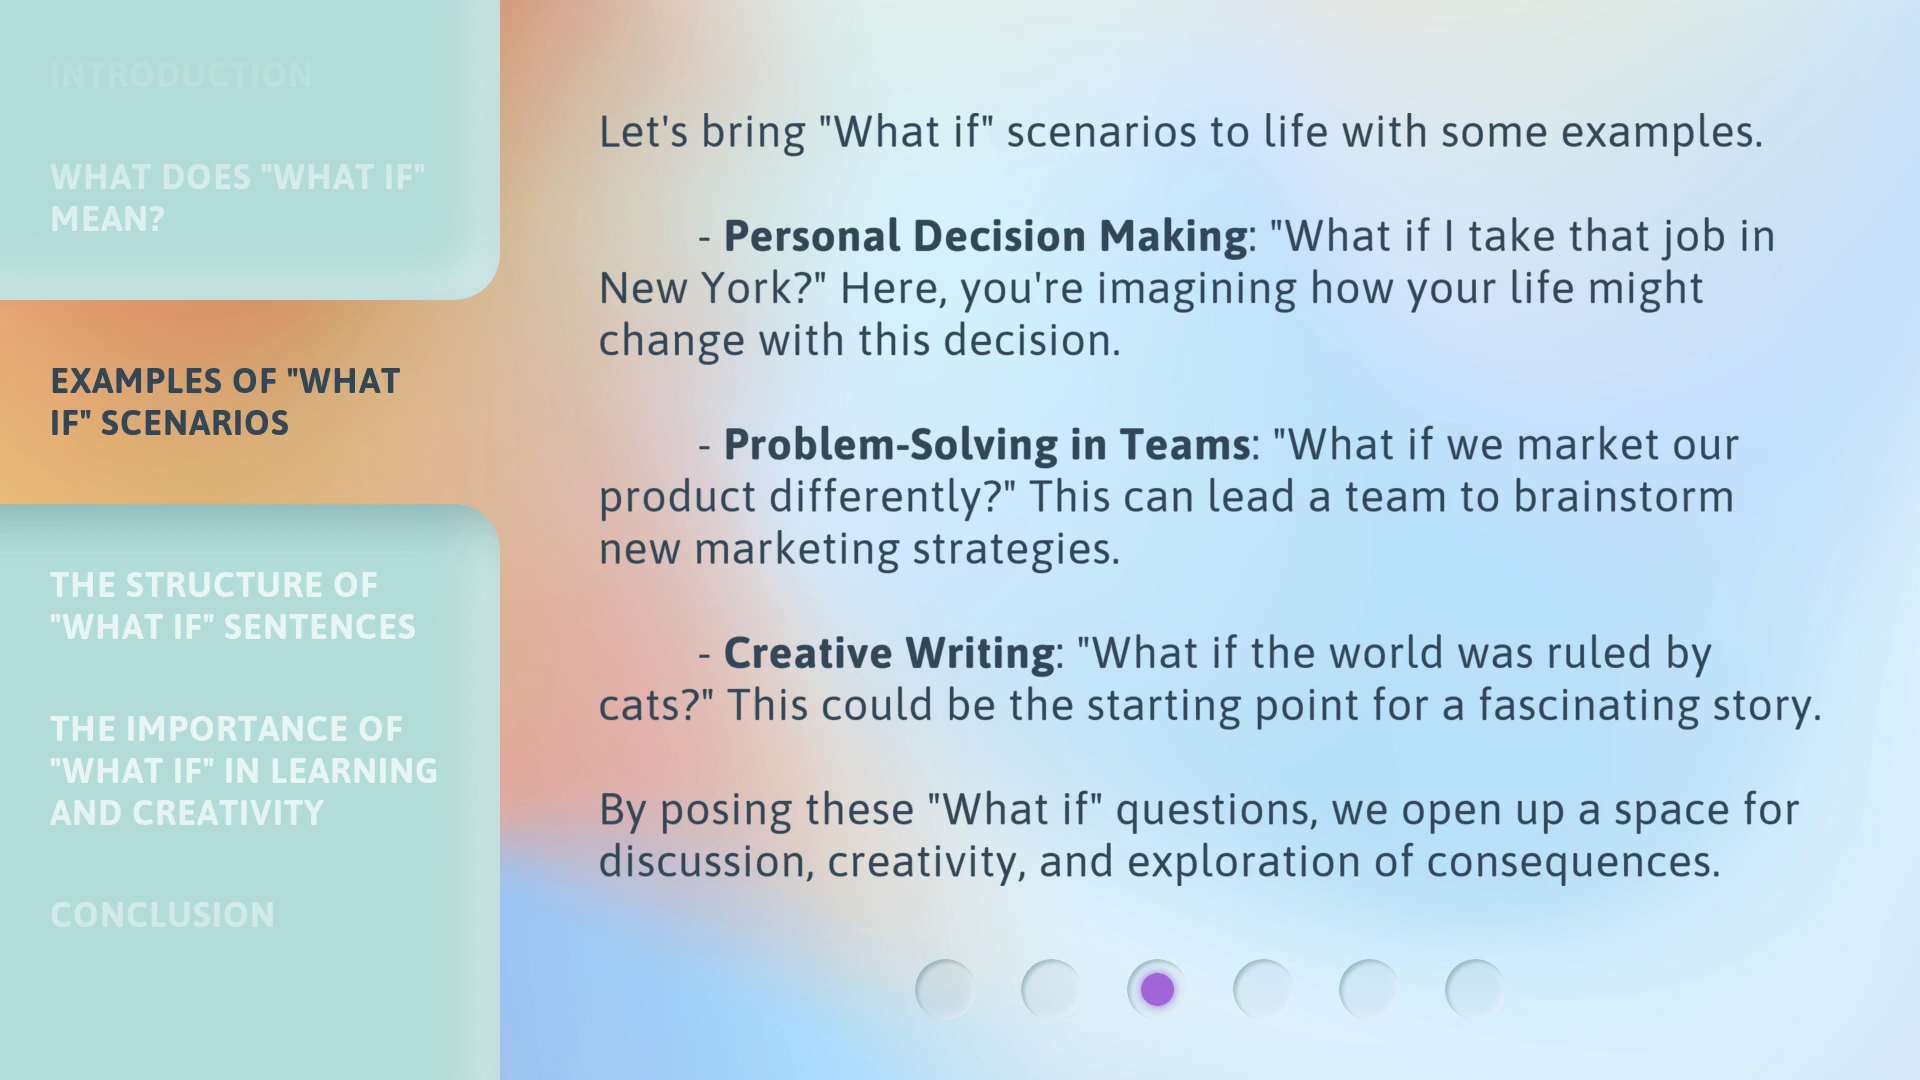 INTRODUCTION
WHAT DOES "WHAT IF"
MEAN?
EXAMPLES OF "WHAT
IF" SCENARIOS
THE STRUCTURE OF
"WHAT IF" SENTENCES
THE IMPORTANCE OF
"WHAT IF" IN LEARNING
AND CREATIVITY
CONCLUSION
Let's bring "What if" scenarios to life with some examples.
- Personal Decision Making: "What if I take that job in
New York?" Here, you're imagining how your life might
change with this decision.
- Problem-Solving in Teams: "What if we market our
product differently?" This can lead a team to brainstorm
new marketing strategies.
- Creative Writing: "What if the world was ruled by
cats?" This could be the starting point for a fascinating story.
By posing these "What if" questions, we open up a space for
discussion, creativity, and exploration of consequences.